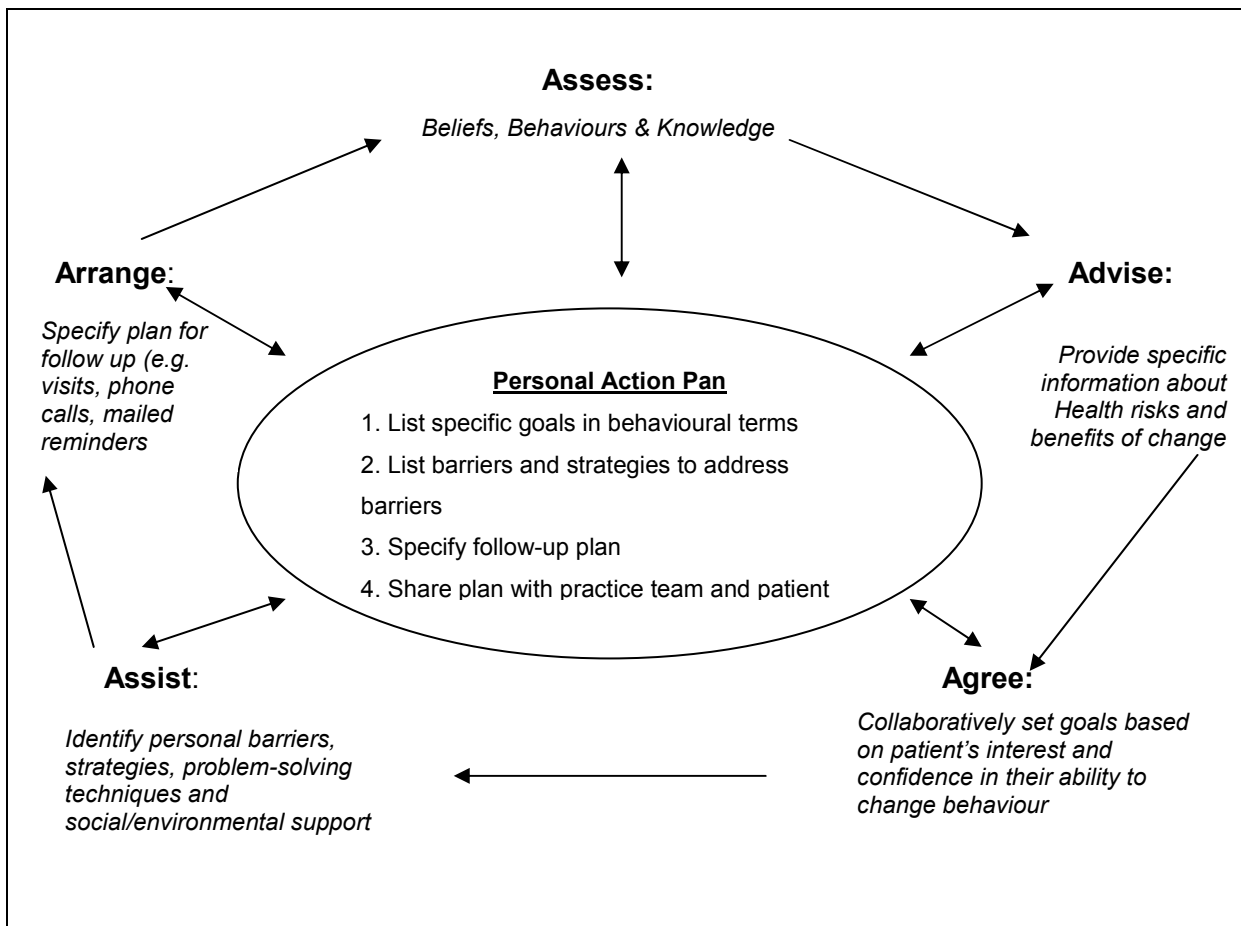 Assess:
Beliefs, Behaviours & Knowledge
Arrange:
Specify plan for
follow up (e.g.
visits, phone
calls, mailed
reminders
Advise:
Provide specific
information about
Health risks and
benefits of change
Personal Action Pan
1. List specific goals in behavioural terms
2. List barriers and strategies to address
barriers
3. Specify follow-up plan
4. Share plan with practice team and patient
Assist:
Identify personal barriers,
strategies, problem-solving
techniques and
social/environmental support
Agree:
Collaboratively set goals based
on patient's interest and
confidence in their ability to
change behaviour